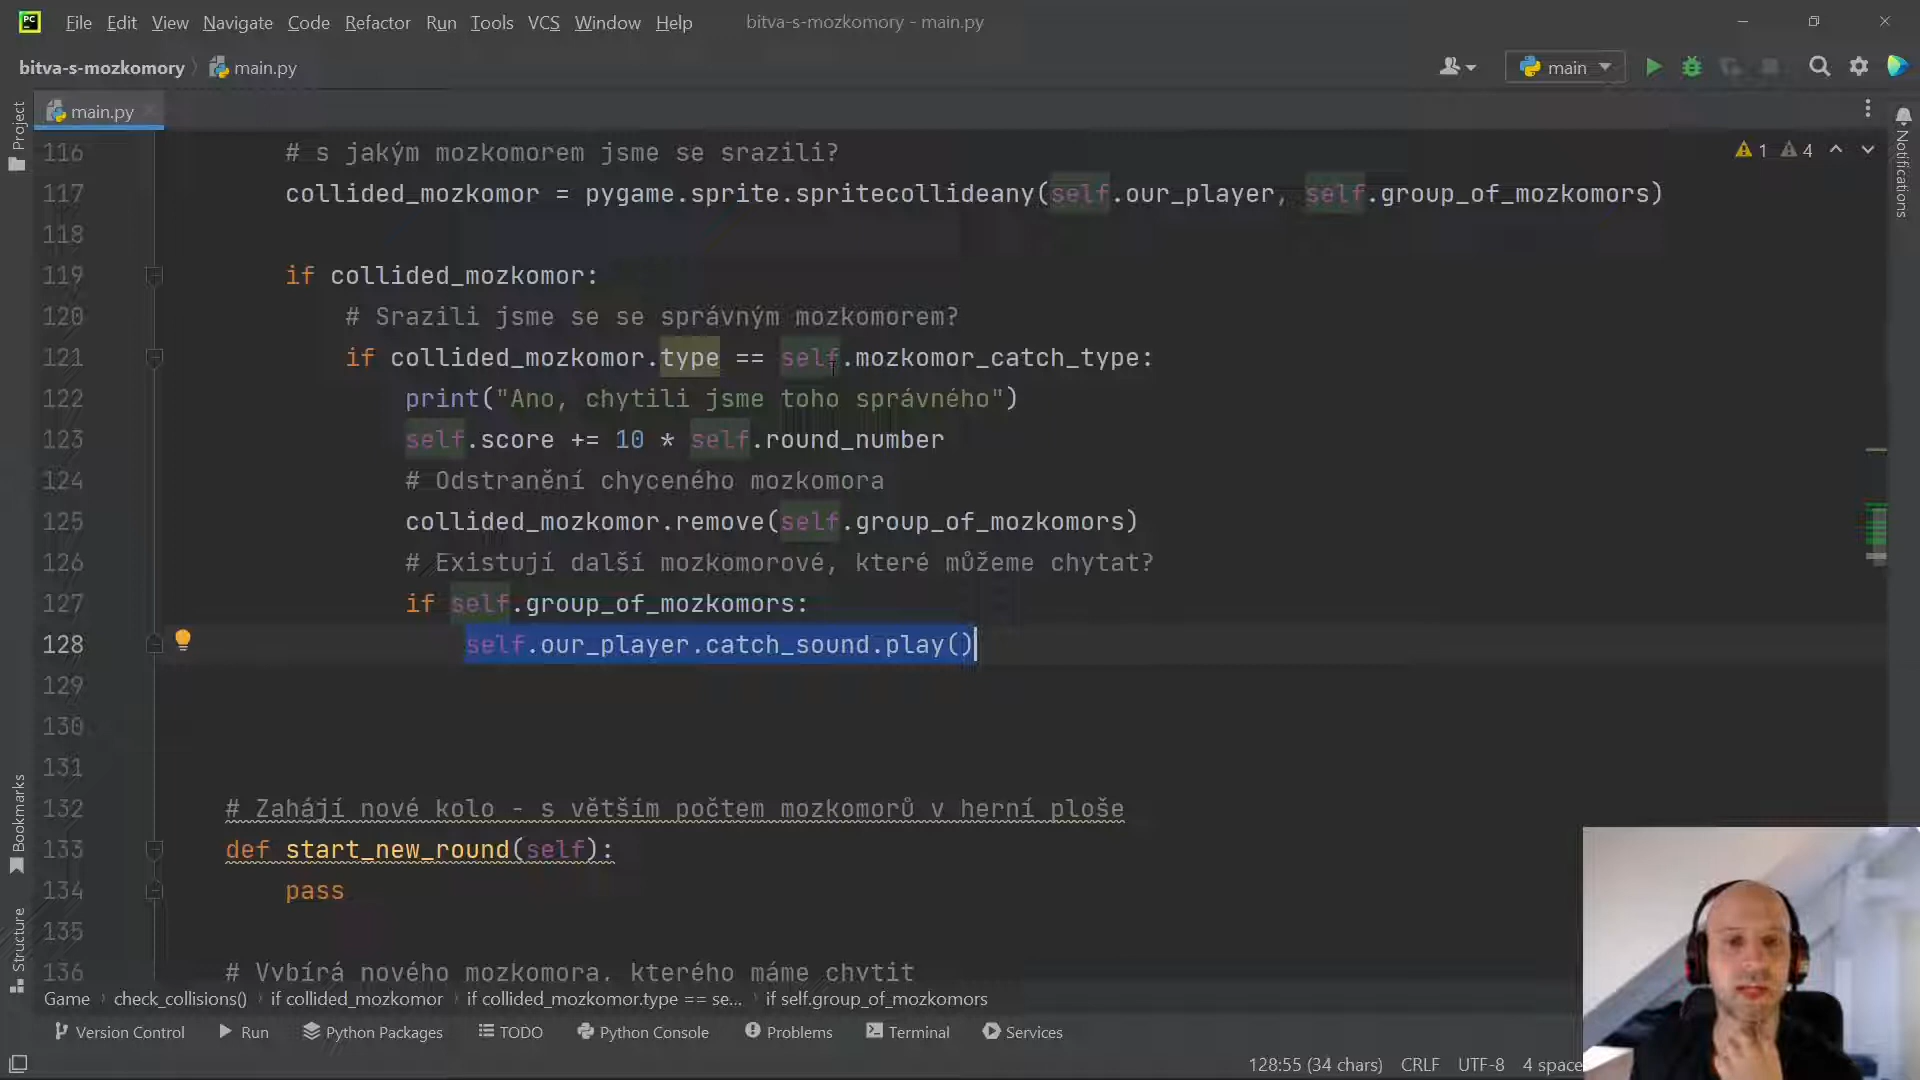 PC File Edit View Navigate Code Refactor Run Tools VCS Window Help bitva-s-mozkomory - main.py
bitva-s-mozkomory main.py main
main.py
Project
Notifications
1 4
116 # s jakým mozkomorem jsme se srazili?
117 collided_mozkomor = pygame.sprite.spritecollideany(self.our_player, self.group_of_mozkomors)
118
119 if collided_mozkomor:
120 # Srazili jsme se se správným mozkomorem?
121 if collided_mozkomor.type == self.mozkomor_catch_type:
122 print("Ano, chytili jsme toho správného")
123 self.score += 10 * self.round_number
124 # Odstranění chyceného mozkomora
125 collided_mozkomor.remove(self.group_of_mozkomors)
126 # Existují další mozkomorové, které můžeme chytat?
127 if self.group_of_mozkomors:
128 self.our_player.catch_sound.play()
129
130
131
132 # Zahájí nové kolo - s větším počtem mozkomorů v herní ploše
133 def start_new_round(self):
134 pass
135
136 # Vybírá nového mozkomora, kterého máme chytit
Bookmarks
Structure
Game check_collisions() if collided_mozkomor if collided_mozkomor.type == se... if self.group_of_mozkomors
Version Control Run Python Packages TODO Python Console Problems Terminal Services
128:55 (34 chars) CRLF UTF-8 4 space